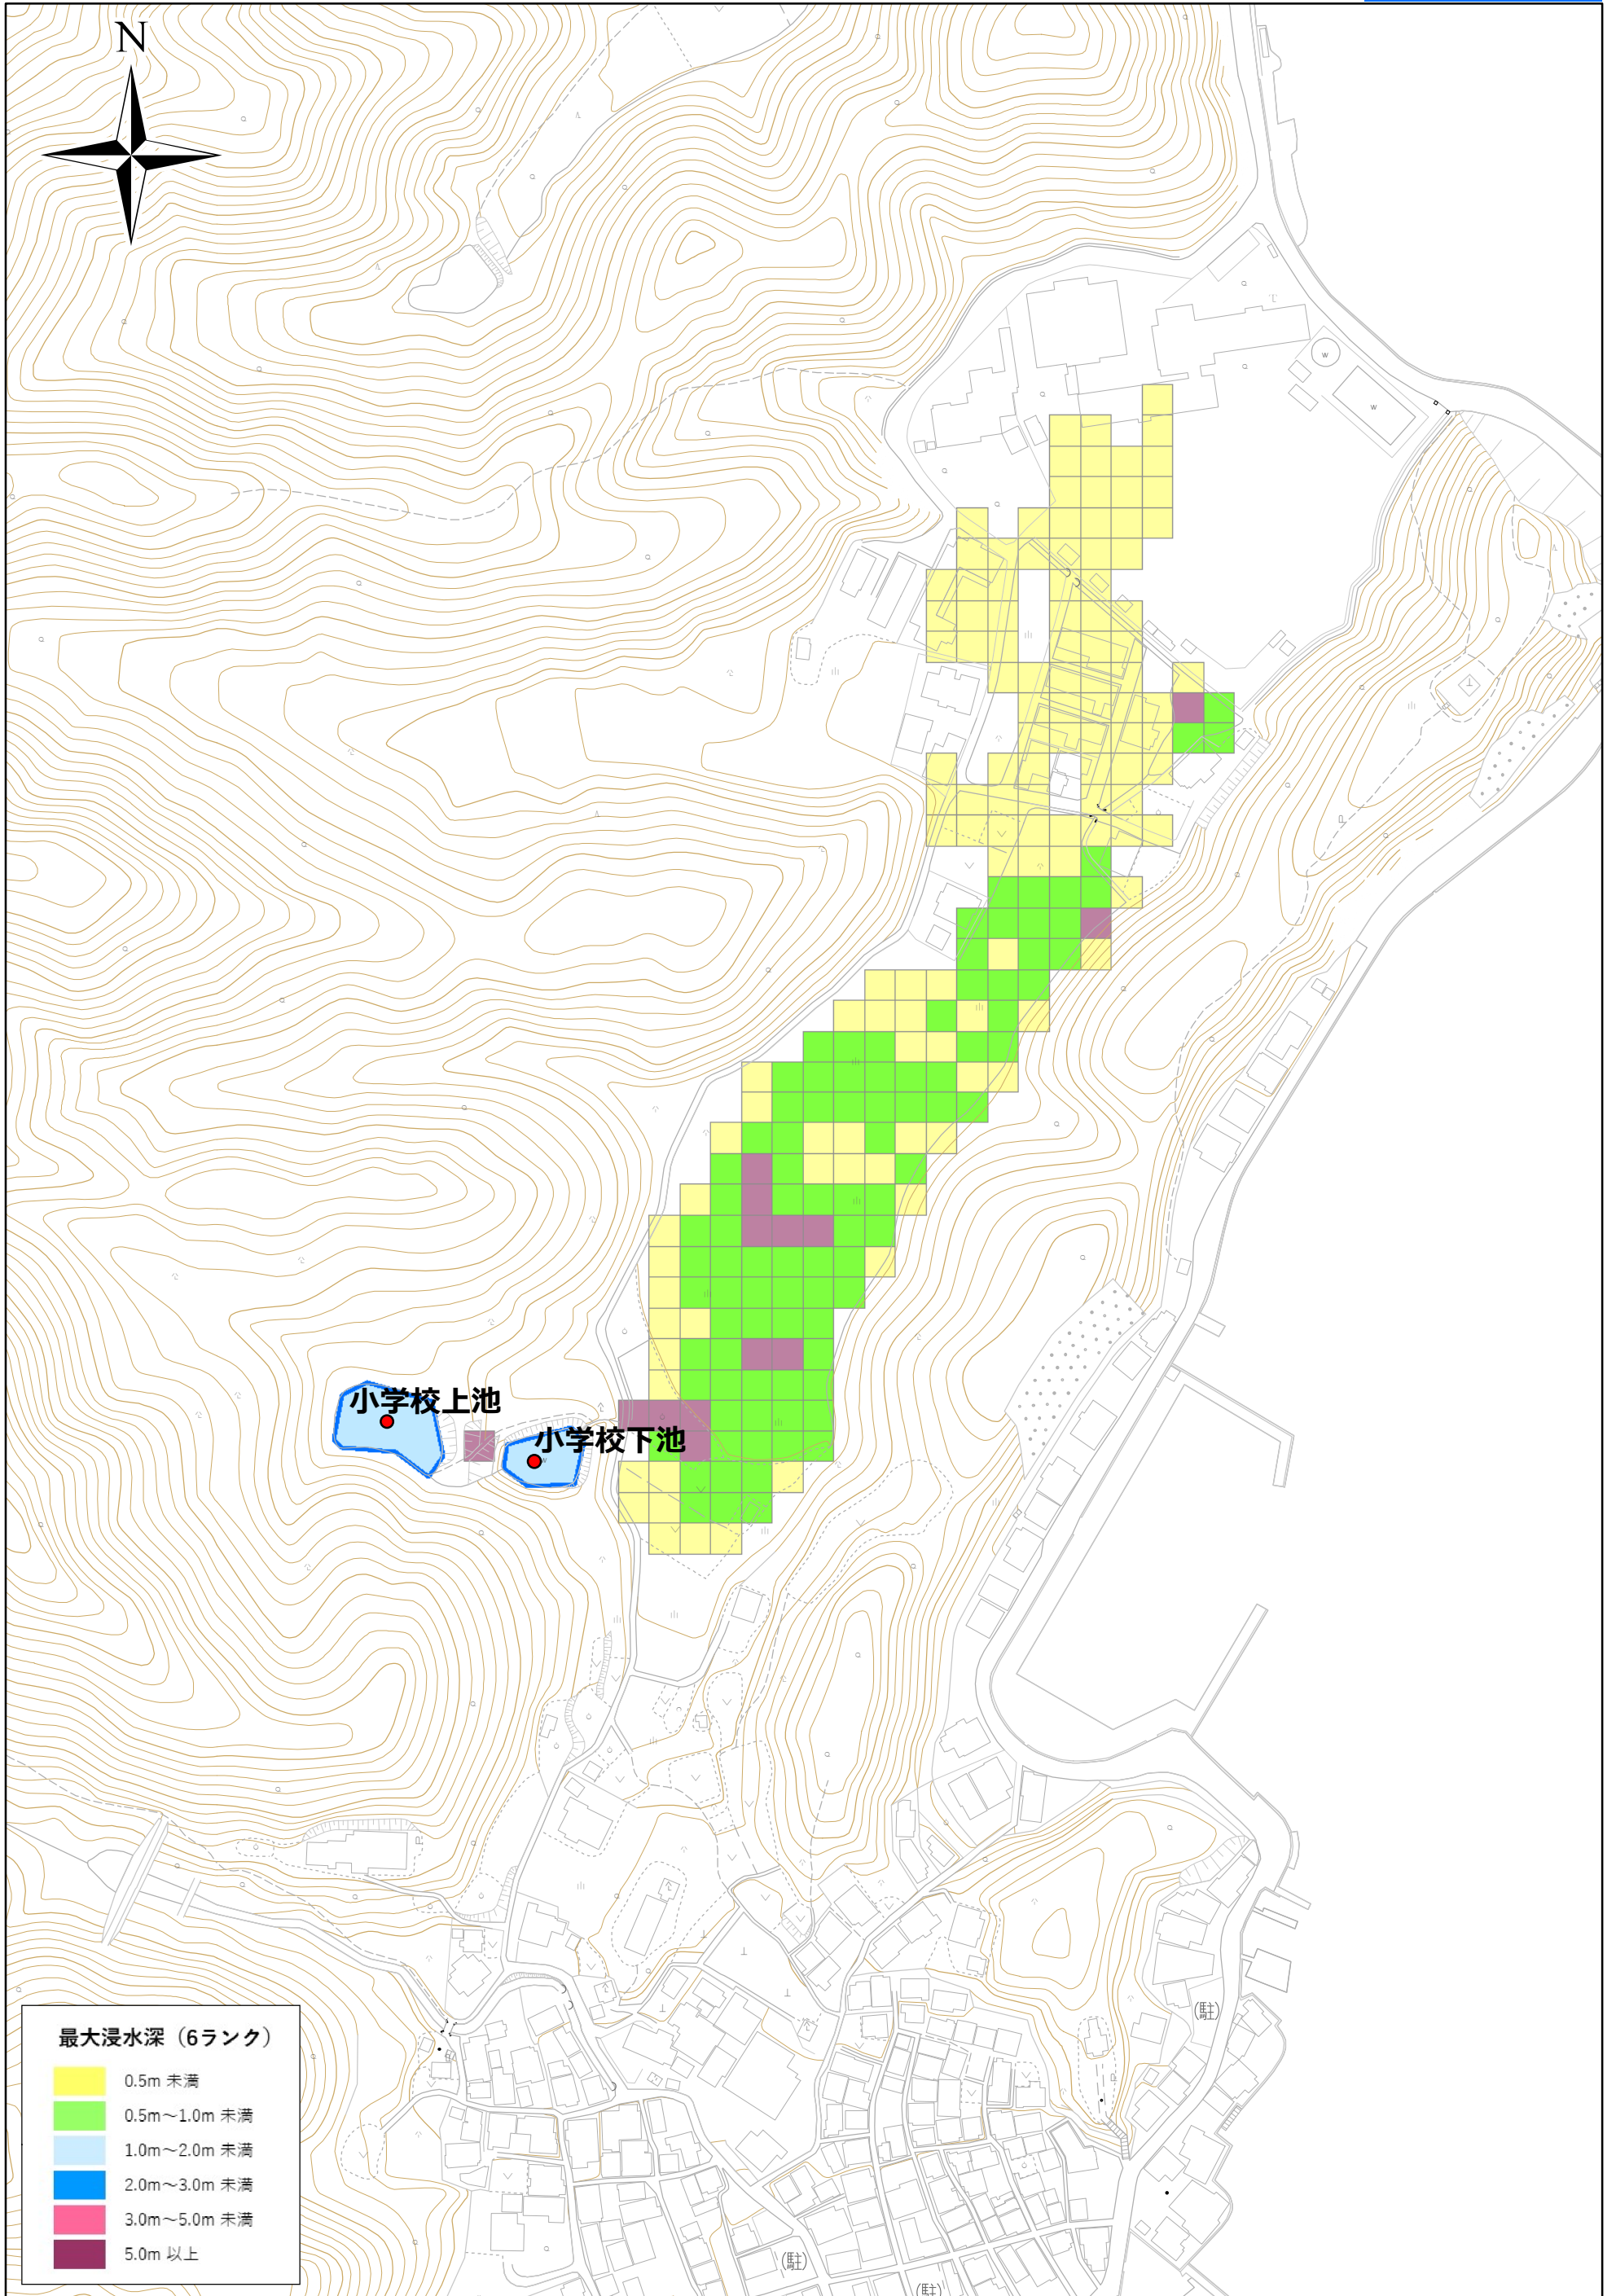 N
W
W
小学校上池
小学校下池
W
(駐)
(駐)
(駐)
最大浸水深（6ランク）
0.5m 未満
0.5m～1.0m 未満
1.0m～2.0m 未満
2.0m～3.0m 未満
3.0m～5.0m 未満
5.0m 以上